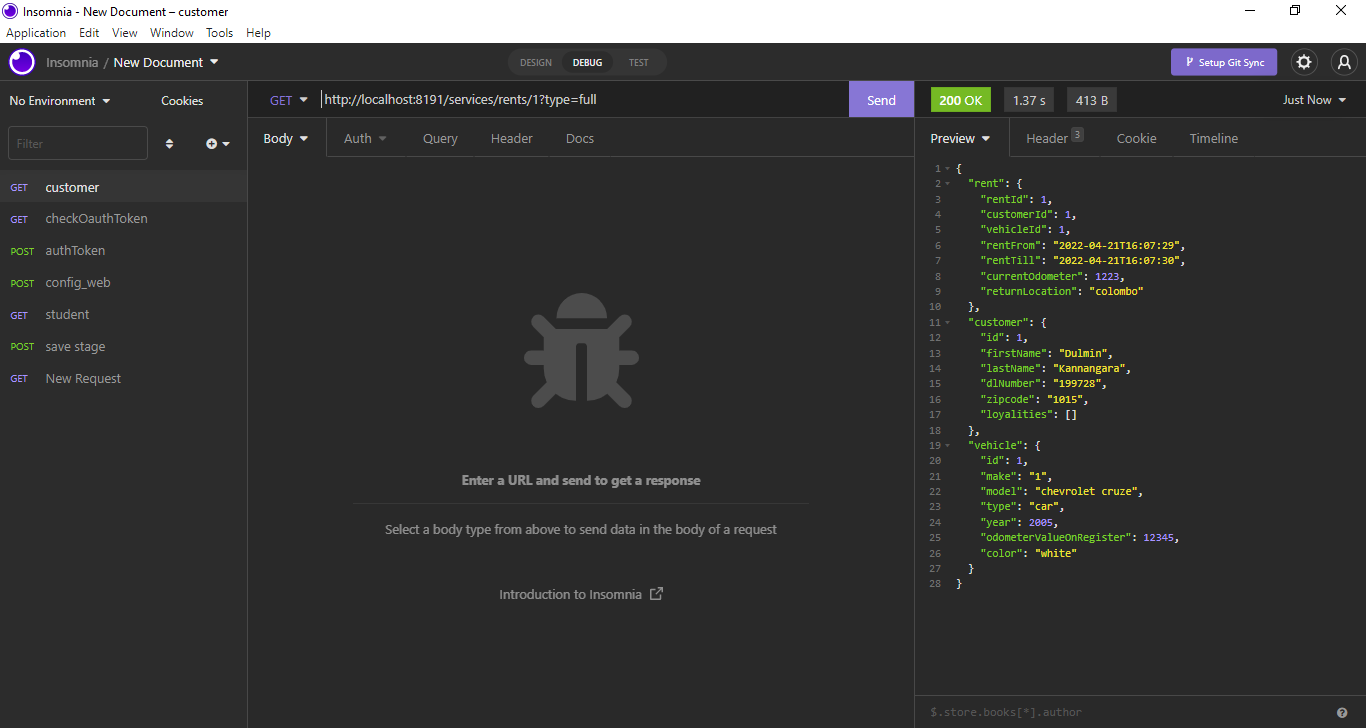 Insomnia - New Document – customer
Application Edit View Window Tools Help
Insomnia / New Document
DESIGN DEBUG TEST
Setup Git Sync
No Environment
Cookies
GET http://localhost:8191/services/rents/1?type=full
Send
200 OK 1.37 s 413 B
Just Now
Filter
Body Auth Query Header Docs
Preview Header 3 Cookie Timeline
GET customer
GET checkOauthToken
POST authToken
POST config_web
GET student
POST save stage
GET New Request
Enter a URL and send to get a response
Select a body type from above to send data in the body of a request
Introduction to Insomnia
1 {
2 "rent": {
3 "rentId": 1,
4 "customerId": 1,
5 "vehicleId": 1,
6 "rentFrom": "2022-04-21T16:07:29",
7 "rentTill": "2022-04-21T16:07:30",
8 "currentOdometer": 1223,
9 "returnLocation": "colombo"
10 },
11 "customer": {
12 "id": 1,
13 "firstName": "Dulmin",
14 "lastName": "Kannangara",
15 "dlNumber": "199728",
16 "zipcode": "1015",
17 "loyalities": []
18 },
19 "vehicle": {
20 "id": 1,
21 "make": "1",
22 "model": "chevrolet cruze",
23 "type": "car",
24 "year": 2005,
25 "odometerValueOnRegister": 12345,
26 "color": "white"
27 }
28 }
$.store.books[*].author